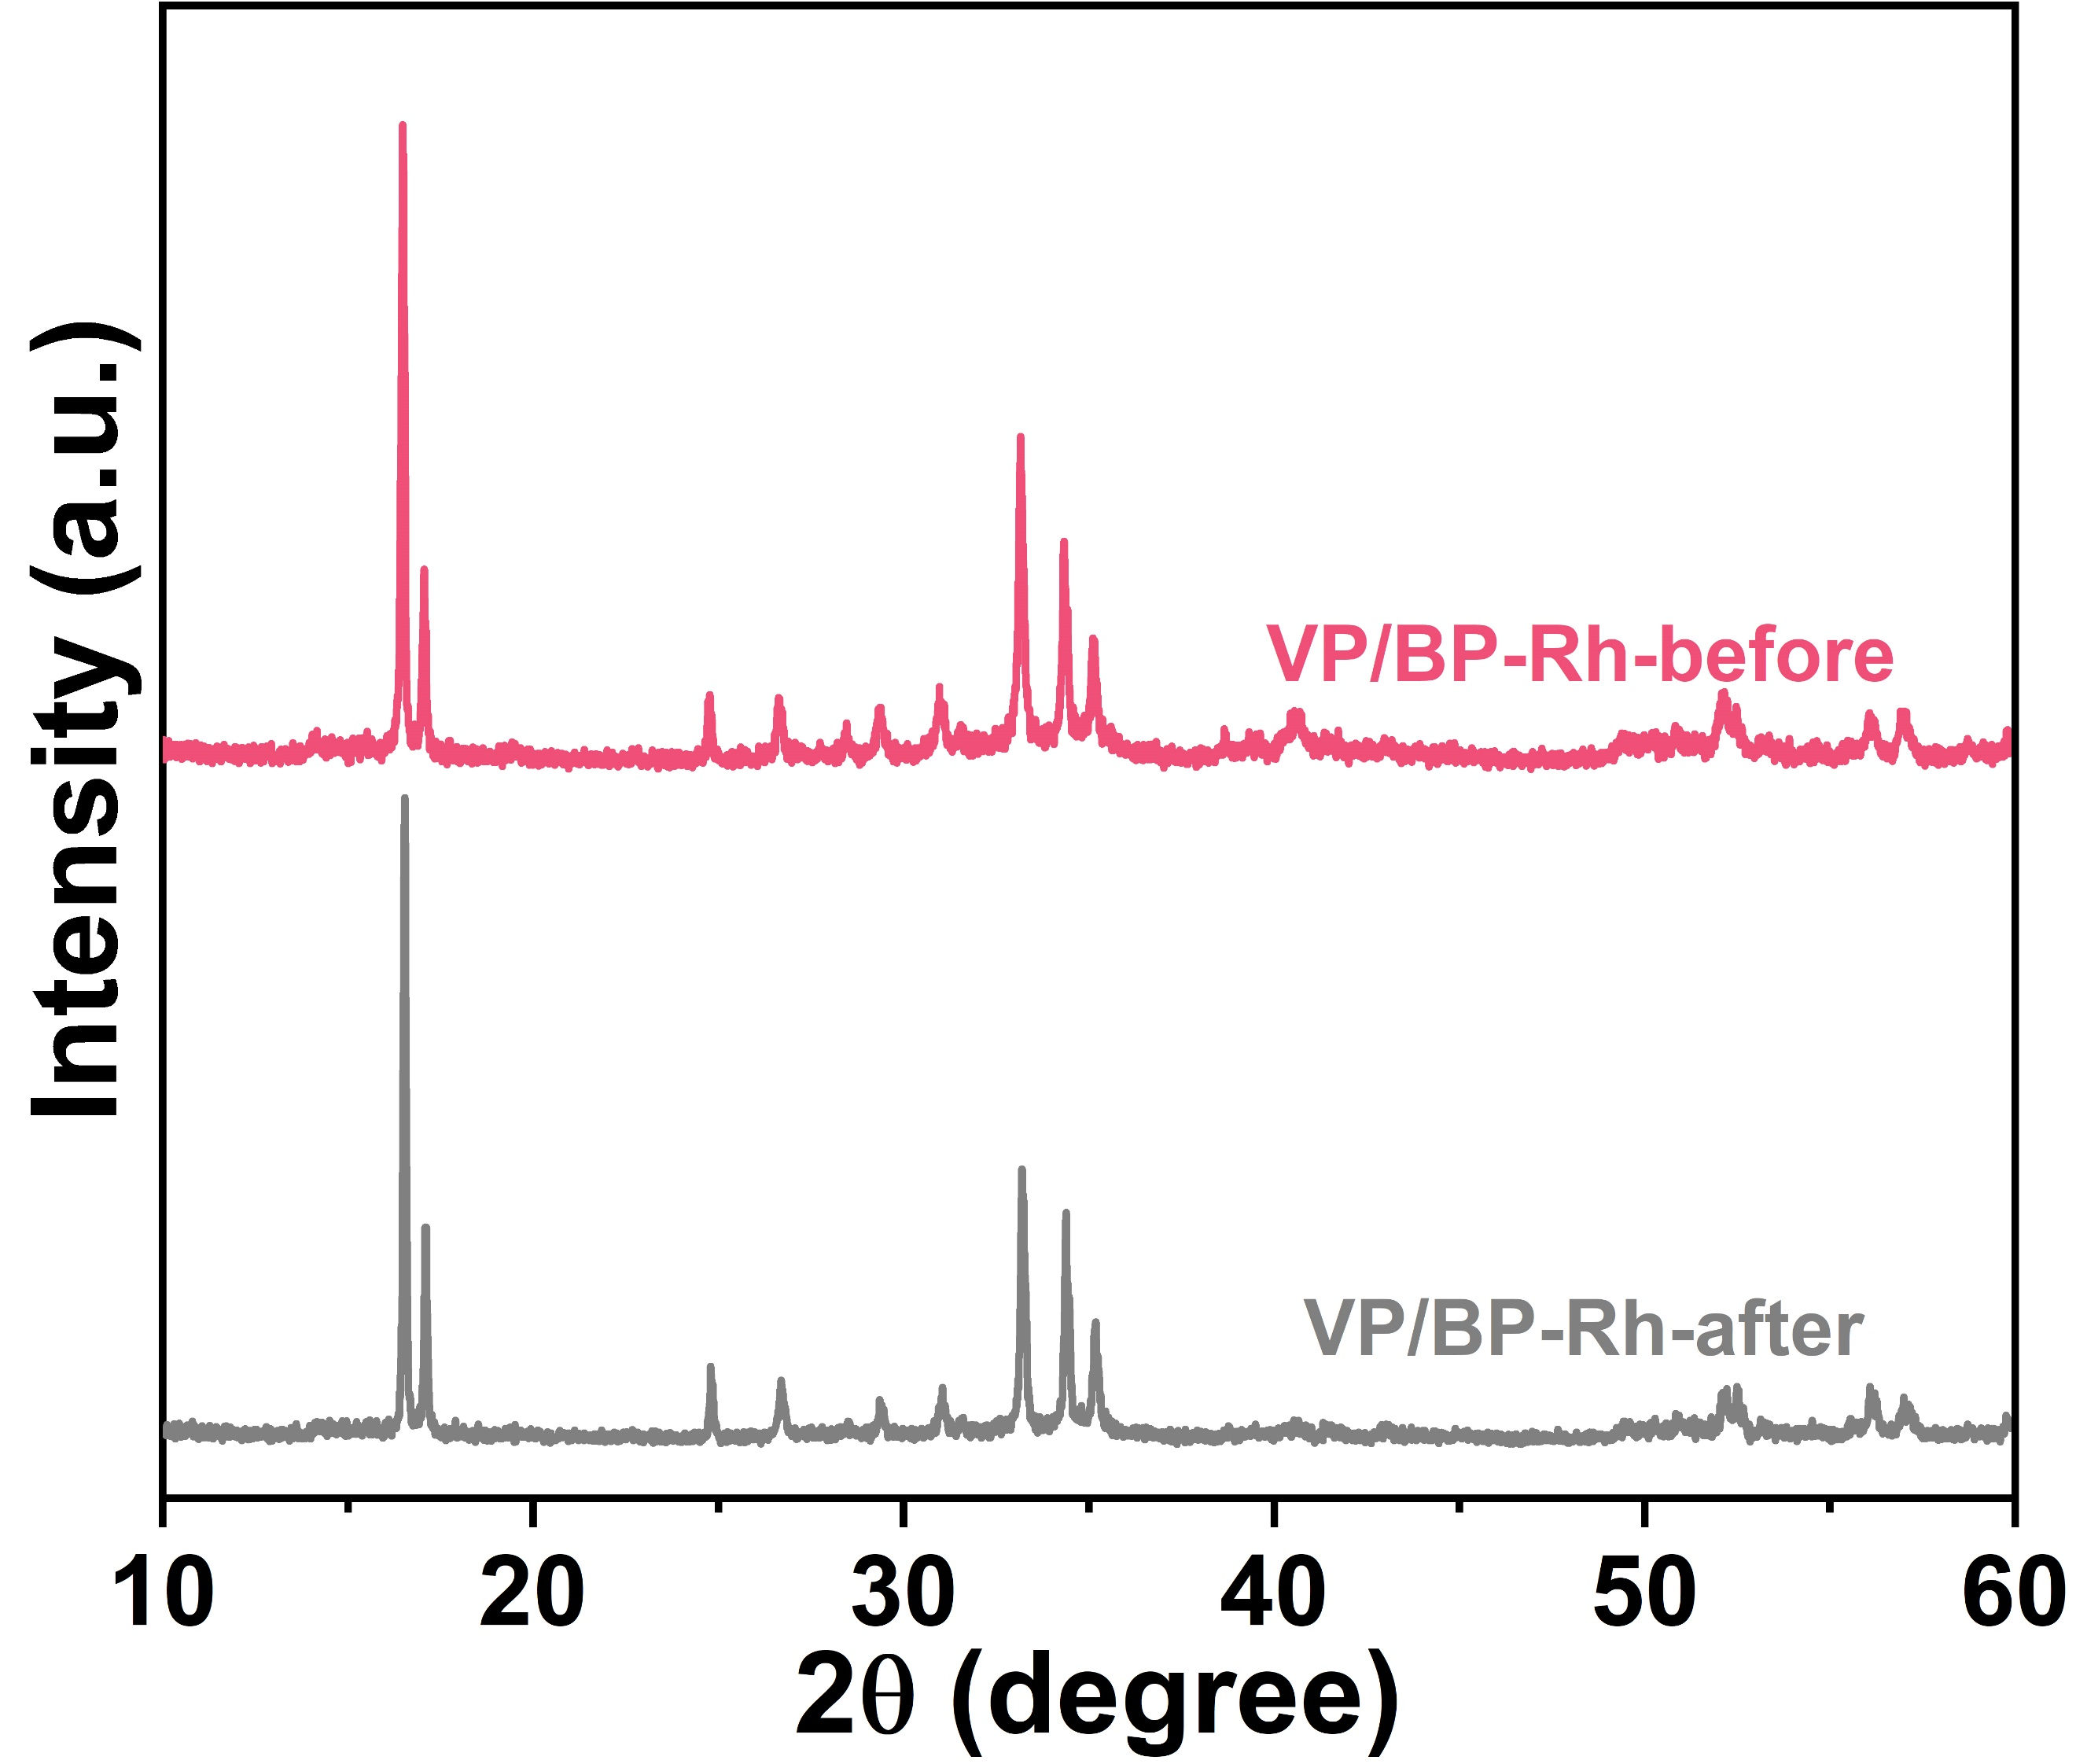 Intensity (a.u.)
VP/BP-Rh-before
VP/BP-Rh-after
10 20 30 40 50 60
2θ (degree)